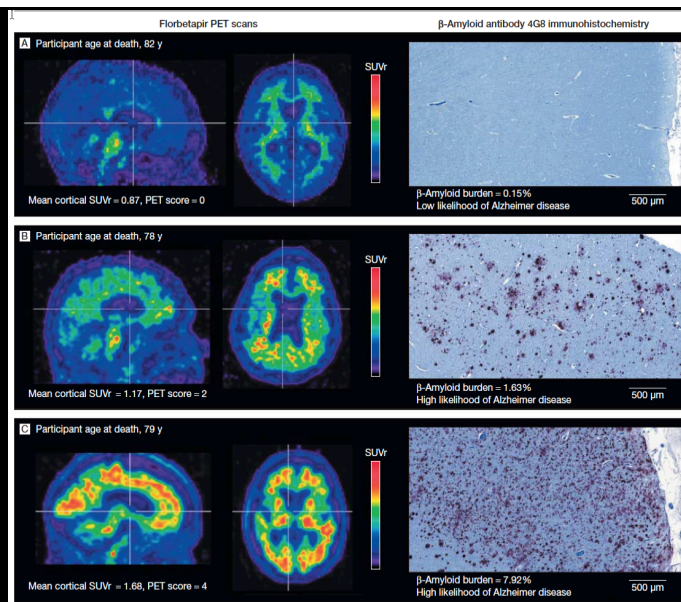 Florbetapir PET scans
β-Amyloid antibody 4G8 immunohistochemistry
A Participant age at death, 82 y
SUVr
Mean cortical SUVr = 0.87, PET score = 0
β-Amyloid burden = 0.15%
Low likelihood of Alzheimer disease
500 μm
B Participant age at death, 78 y
SUVr
Mean cortical SUVr = 1.17, PET score = 2
β-Amyloid burden = 1.63%
High likelihood of Alzheimer disease
500 μm
C Participant age at death, 79 y
SUVr
Mean cortical SUVr = 1.68, PET score = 4
β-Amyloid burden = 7.92%
High likelihood of Alzheimer disease
500 μm